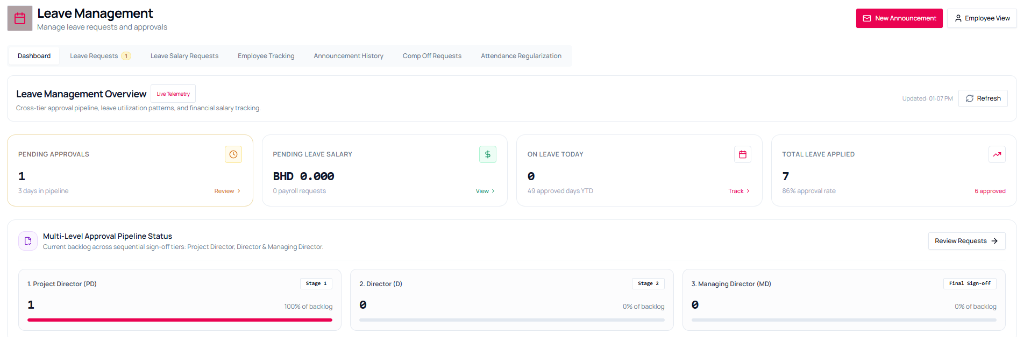 Leave Management
Manage leave requests and approvals
New Announcement
Employee View
Dashboard
Leave Requests 1
Leave Salary Requests
Employee Tracking
Announcement History
Comp Off Requests
Attendance Regularization
Leave Management Overview
Live Telemetry
Cross-tier approval pipeline, leave utilization patterns, and financial salary tracking.
Updated 01:07 PM
Refresh
PENDING APPROVALS
1
3 days in pipeline
Review >
PENDING LEAVE SALARY
BHD 0.000
0 payroll requests
View >
ON LEAVE TODAY
0
49 approved days YTD
Track >
TOTAL LEAVE APPLIED
7
86% approval rate
6 approved
Multi-Level Approval Pipeline Status
Current backlog across sequential sign-off tiers: Project Director, Director & Managing Director.
Review Requests →
1. Project Director (PD)
Stage 1
1
100% of backlog
2. Director (D)
Stage 2
0
0% of backlog
3. Managing Director (MD)
Final Sign-off
0
0% of backlog